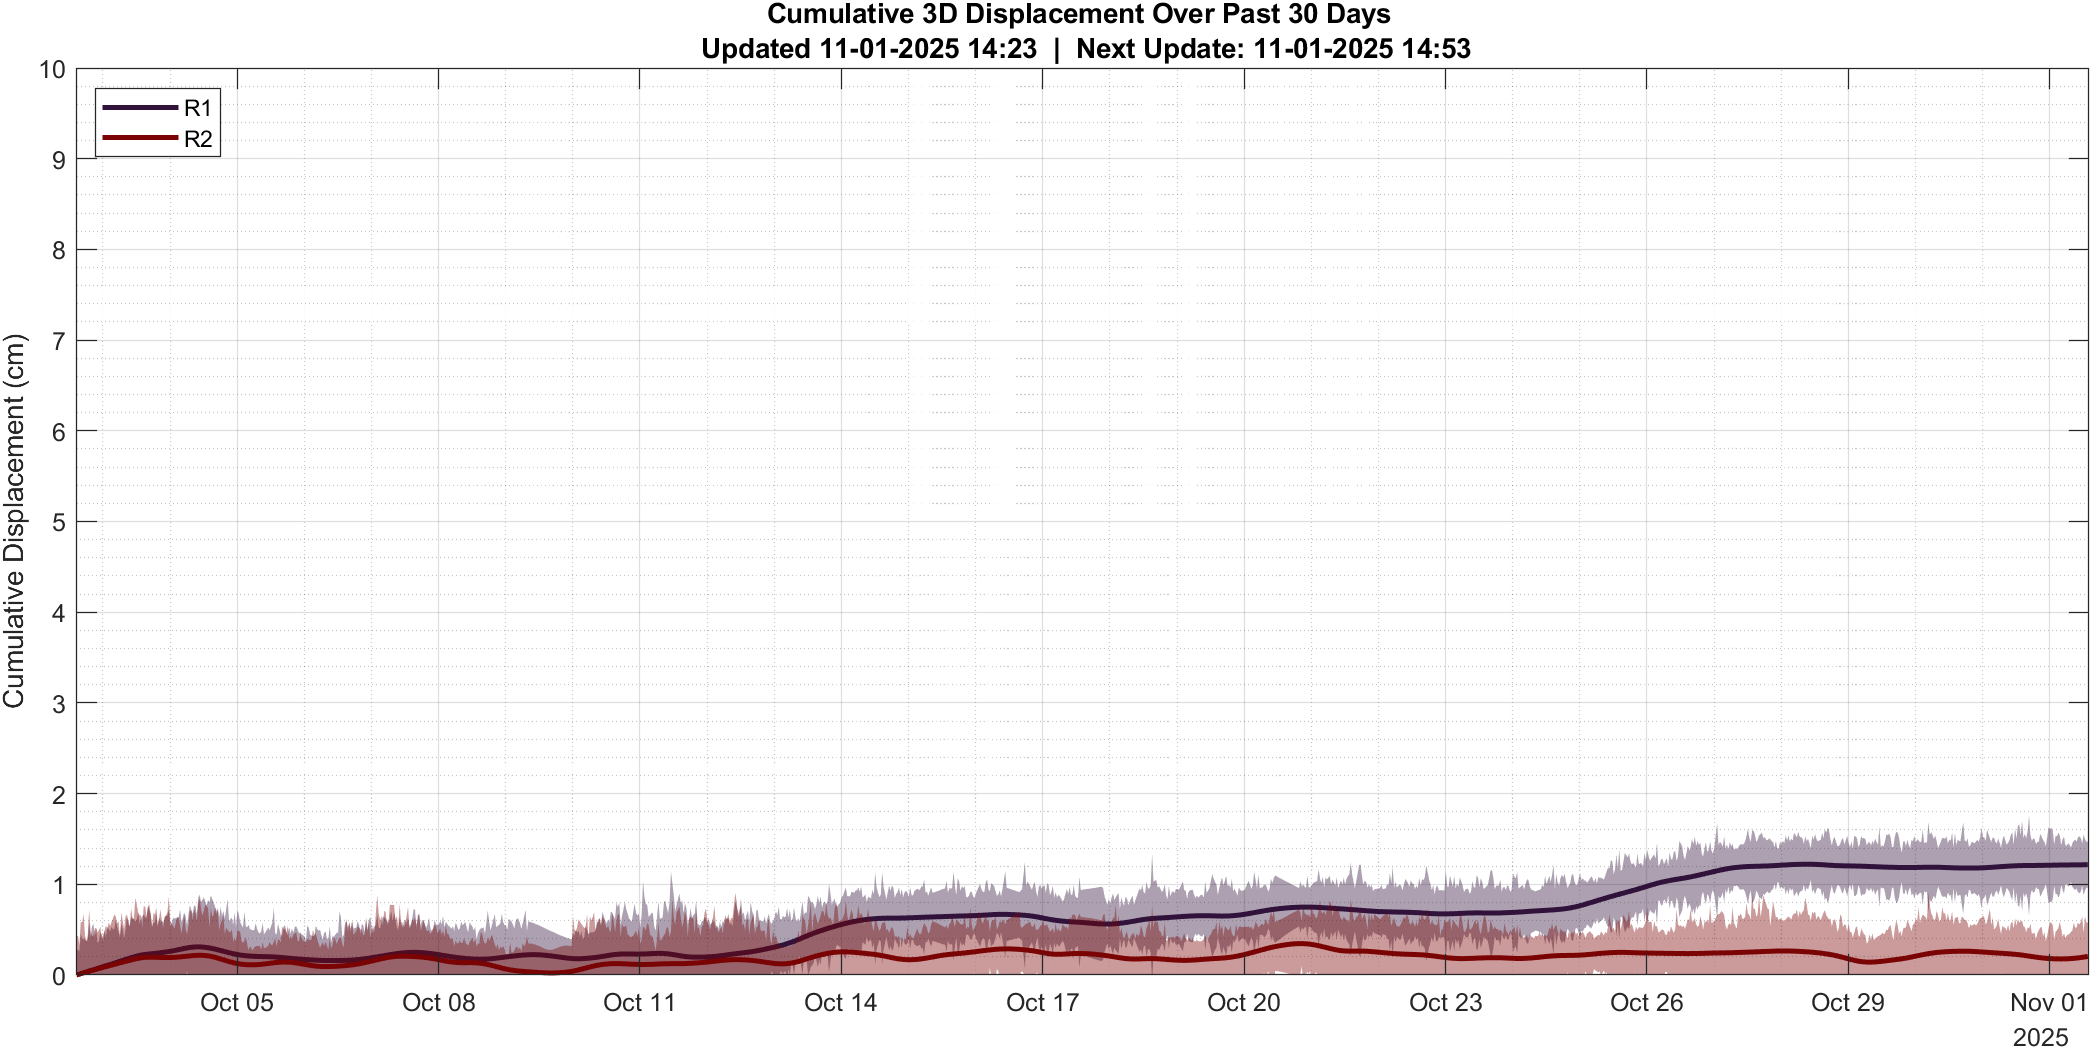 Cumulative 3D Displacement Over Past 30 Days
Updated 11-01-2025 14:23 | Next Update: 11-01-2025 14:53
R1
R2
Cumulative Displacement (cm)
10
9
8
7
6
5
4
3
2
1
0
Oct 05 Oct 08 Oct 11 Oct 14 Oct 17 Oct 20 Oct 23 Oct 26 Oct 29 Nov 01
2025